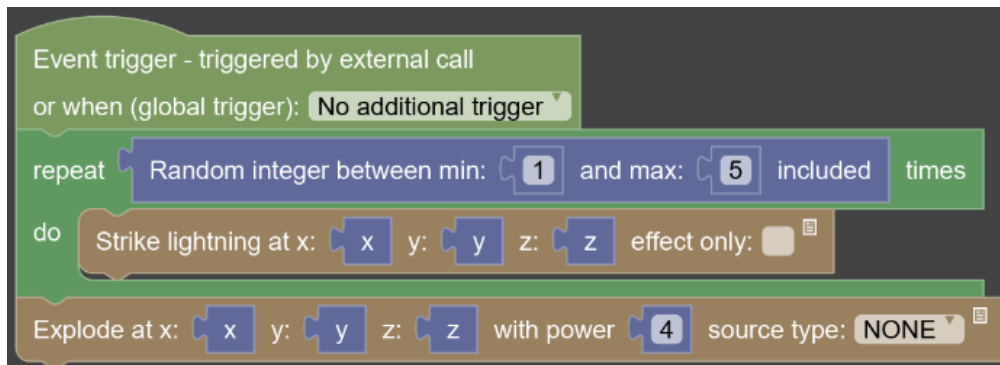 Event trigger - triggered by external call
or when (global trigger): No additional trigger
repeat Random integer between min: 1 and max: 5 included times
do Strike lightning at x: x y: y z: z effect only:
Explode at x: x y: y z: z with power 4 source type: NONE